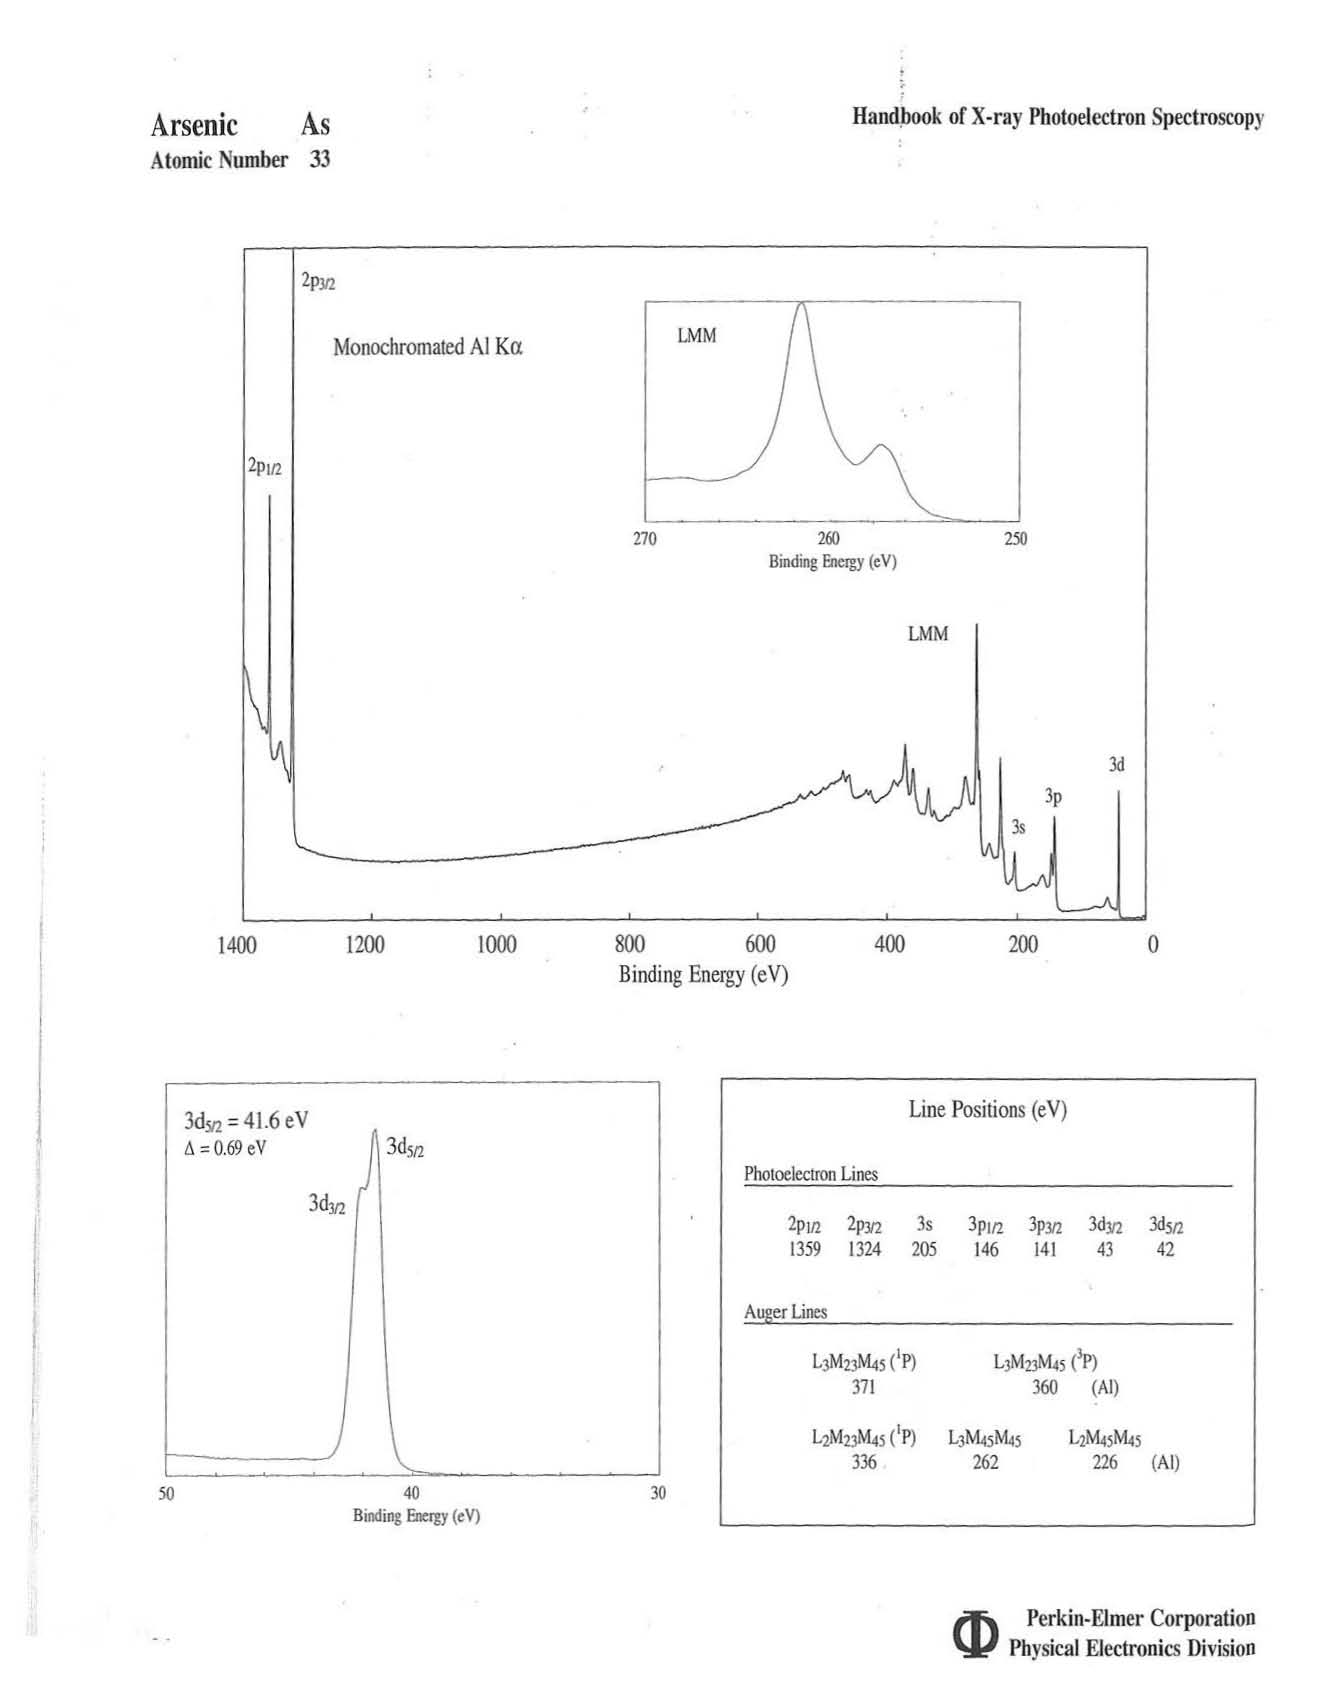 Arsenic As
Handbook of X-ray Photoelectron Spectroscopy
Atomic Number 33
2p3/2
Monochromated Al Kα
LMM
2p1/2
270 260 250
Binding Energy (eV)
LMM
3d
3p
3s
1400 1200 1000 800 600 400 200 0
Binding Energy (eV)
3d5/2 = 41.6 eV
Δ = 0.69 eV
3d5/2
3d3/2
50 40 30
Binding Energy (eV)
Line Positions (eV)
Photoelectron Lines
2p1/2 2p3/2 3s 3p1/2 3p3/2 3d3/2 3d5/2
1359 1324 205 146 141 43 42
Auger Lines
L3M23M45 (1P) L3M23M45 (3P)
371 360 (Al)
L2M23M45 (1P) L3M45M45 L2M45M45
336 262 226 (Al)
Perkin-Elmer Corporation
Physical Electronics Division